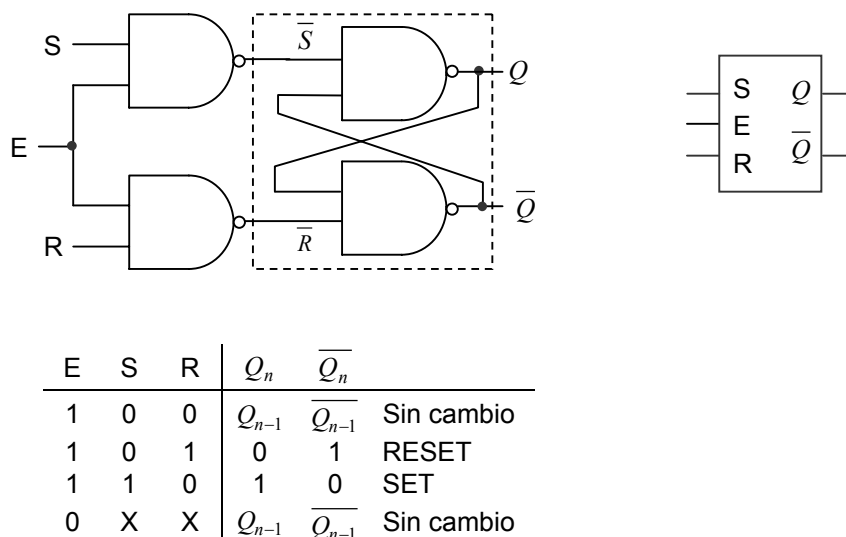 S
E
R
S̅
R̅
Q
Q̅
S Q
E
R Q̅
E S R Qₙ Q̅ₙ
1 0 0 Qₙ₋₁ Q̅ₙ₋₁ Sin cambio
1 0 1 0 1 RESET
1 1 0 1 0 SET
0 X X Qₙ₋₁ Q̅ₙ₋₁ Sin cambio